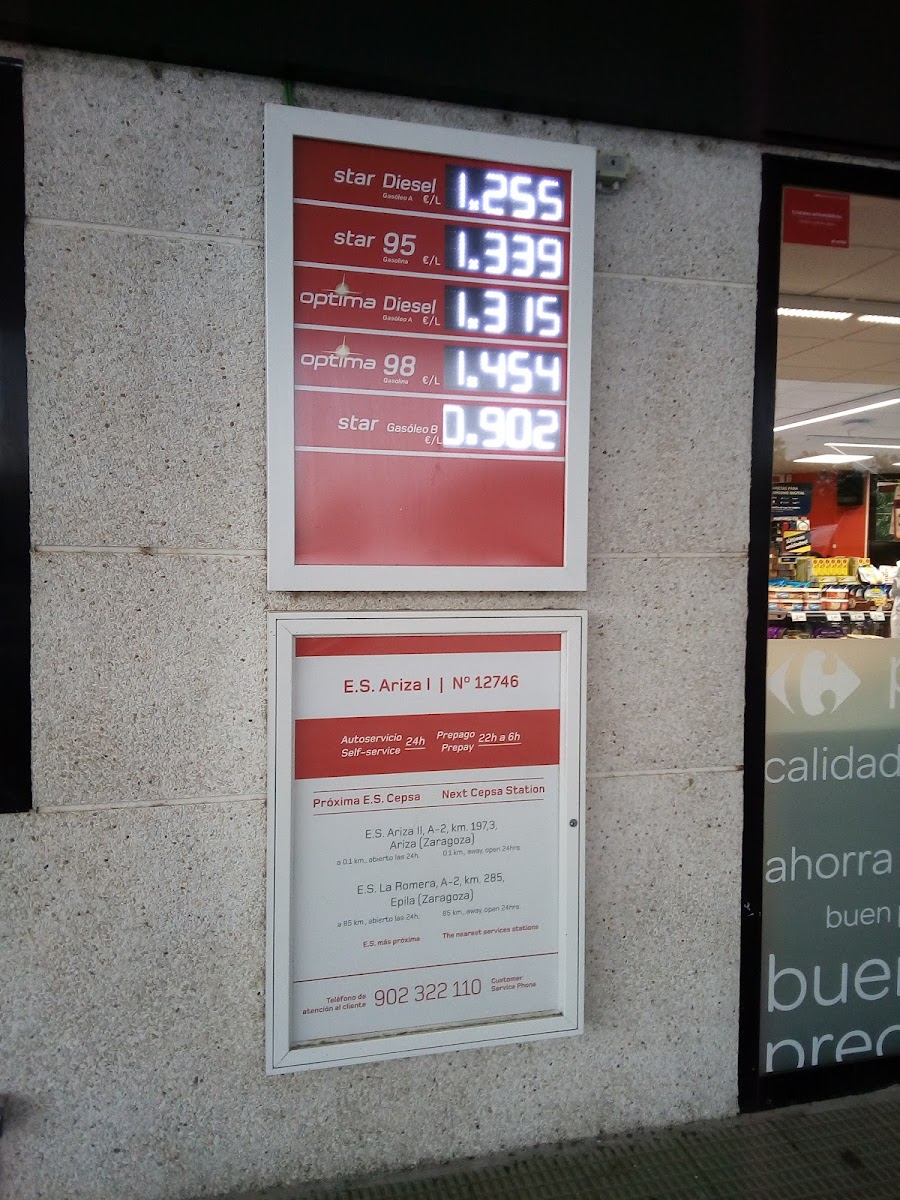 star Diesel 1.255
Gasóleo A €/L
star 95 1.339
Gasolina €/L
optima Diesel 1.315
Gasóleo A €/L
optima 98 1.454
Gasolina €/L
star Gasóleo B 0.902
€/L
E.S. Ariza I | Nº 12746
Autoservicio 24h Prepago 22h a 6h
Self-service Prepay
Próxima E.S. Cepsa Next Cepsa Station
E.S. Ariza II, A-2, km. 197,3,
Ariza (Zaragoza)
a 0.1 km., abierto las 24h. 0.1 km., away, open 24hrs.
E.S. La Romera, A-2, km. 285,
Epila (Zaragoza)
a 85 km., abierto las 24h. 85 km., away, open 24hrs.
E.S. más próxima The nearest services stations
Teléfono de
atención al cliente 902 322 110 Customer
Service Phone
calidad
ahorra
buen p
buen
prec